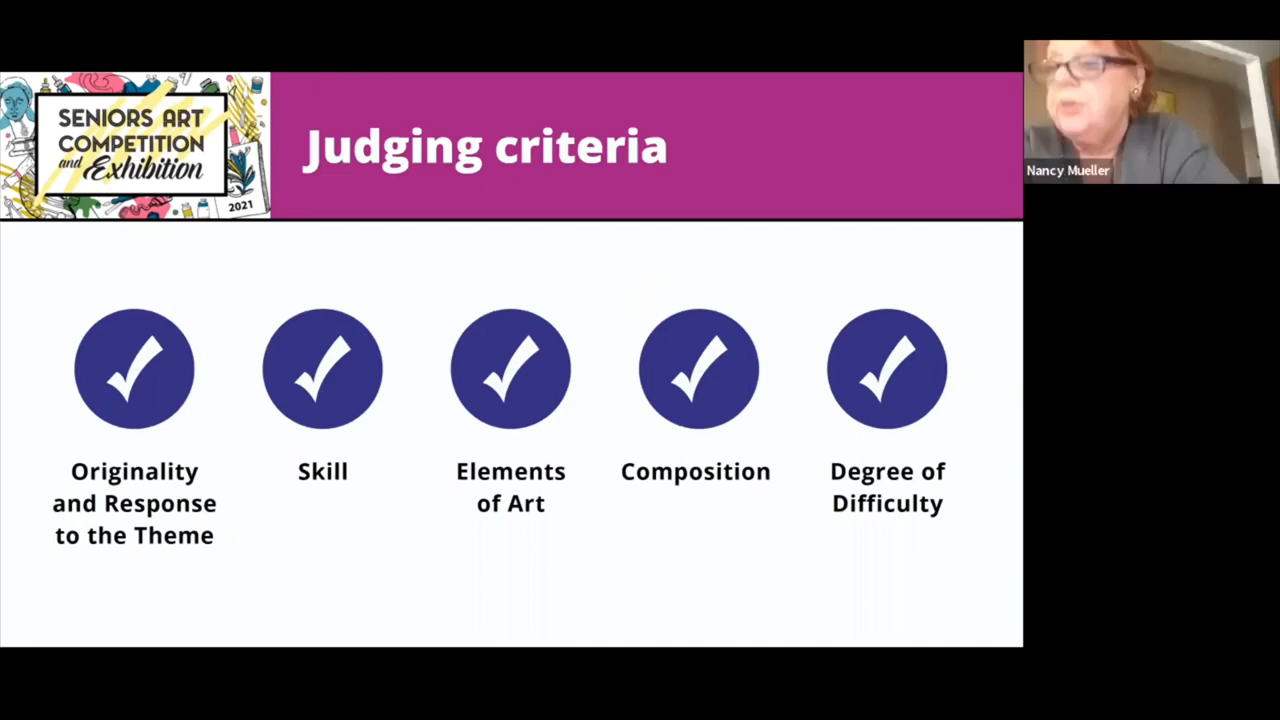 SENIORS ART
COMPETITION
and Exhibition
2021
Judging criteria
Nancy Mueller
Originality
and Response
to the Theme
Skill
Elements
of Art
Composition
Degree of
Difficulty